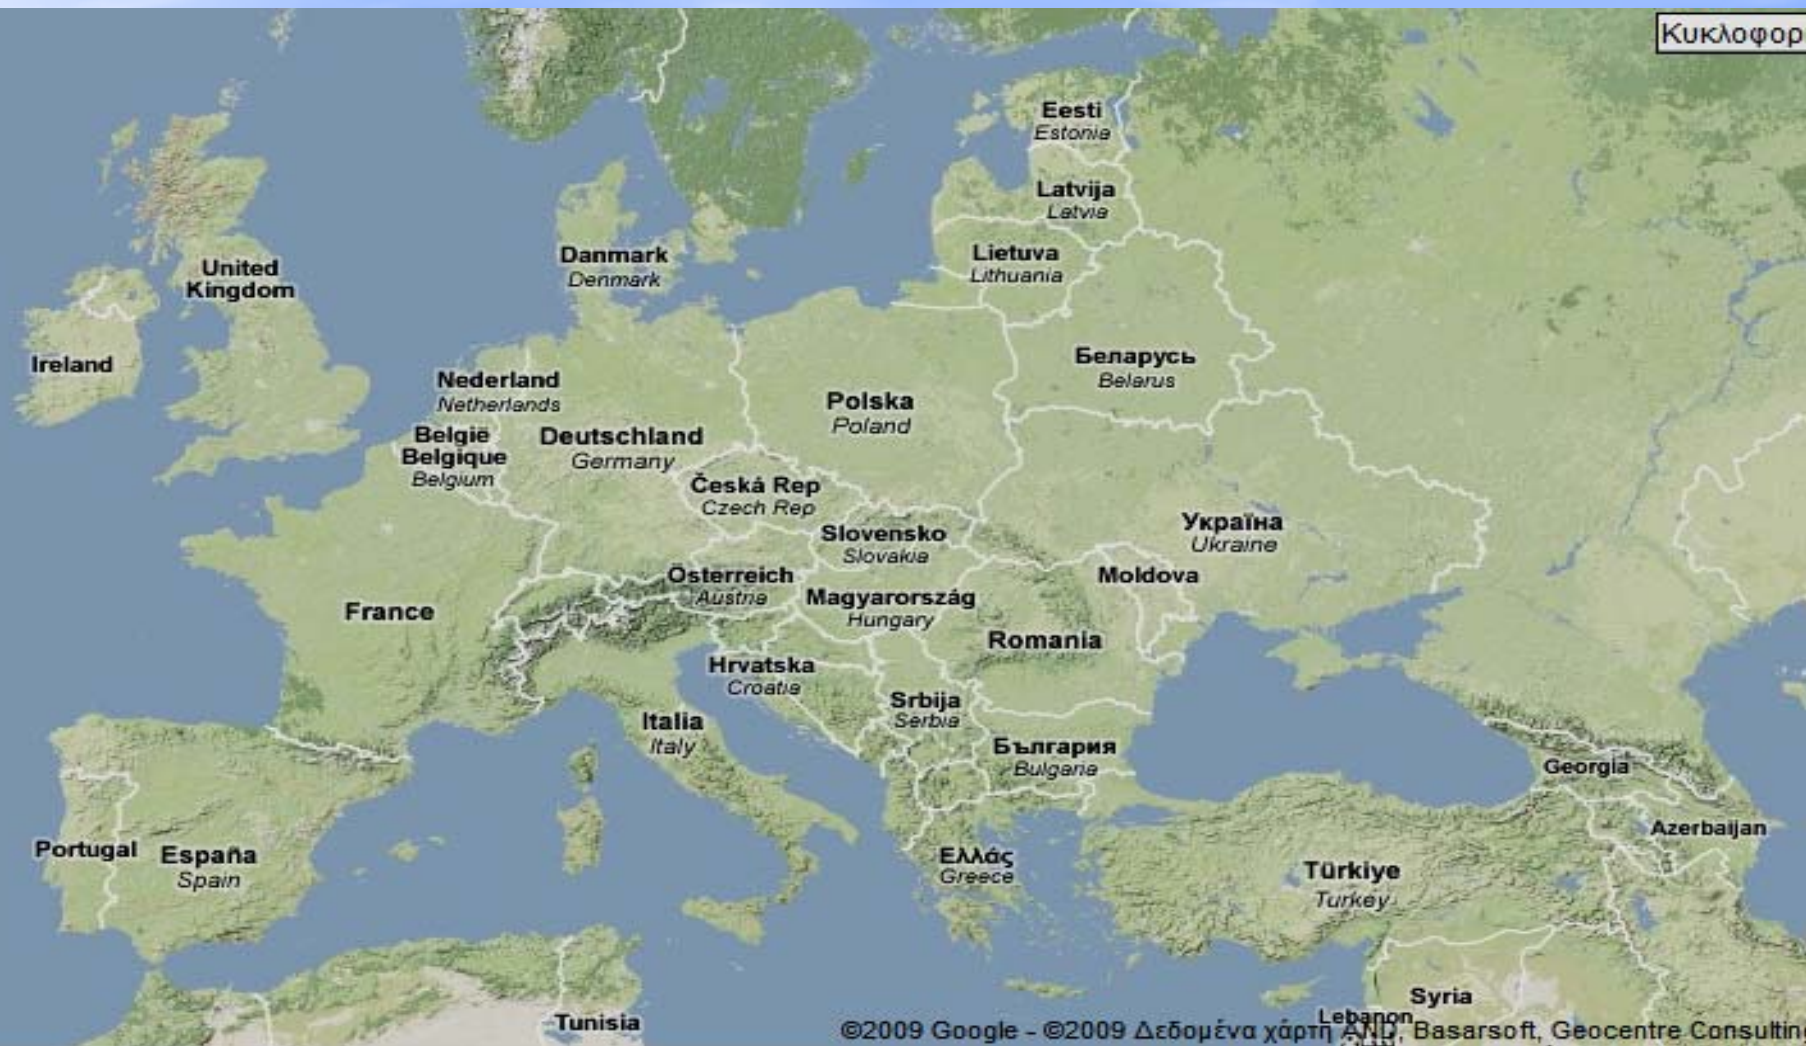 Κυκλοφορ
Eesti
Estonia
Latvija
Latvia
Lietuva
Lithuania
Danmark
Denmark
United
Kingdom
Ireland
Беларусь
Belarus
Nederland
Netherlands
Polska
Poland
België
Belgique
Belgium
Deutschland
Germany
Česká Rep
Czech Rep
Slovensko
Slovakia
Україна
Ukraine
Österreich
Austria
Moldova
Magyarország
Hungary
France
Romania
Hrvatska
Croatia
Srbija
Serbia
Italia
Italy
България
Bulgaria
Georgia
Azerbaijan
Portugal
España
Spain
Ελλάς
Greece
Türkiye
Turkey
Syria
Tunisia
Lebanon
©2009 Google - ©2009 Δεδομένα χάρτη AND, Basarsoft, Geocentre Consulting